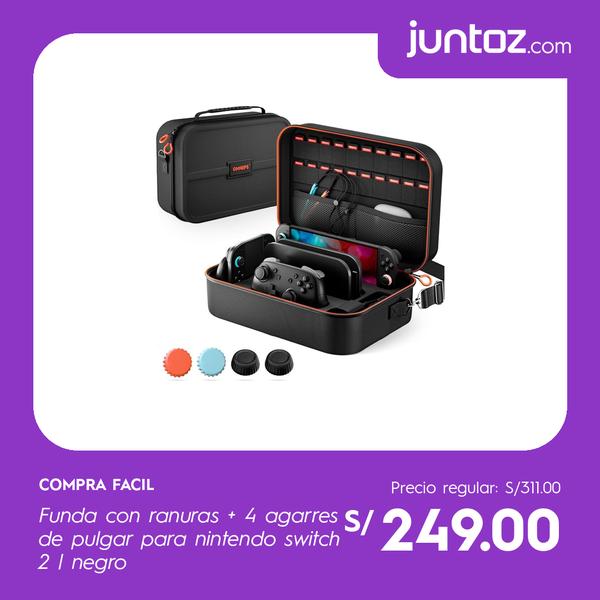 juntoz.com
COMPRA FACIL
Precio regular: S/311.00
Funda con ranuras + 4 agarres
de pulgar para nintendo switch
2 | negro
S/ 249.00